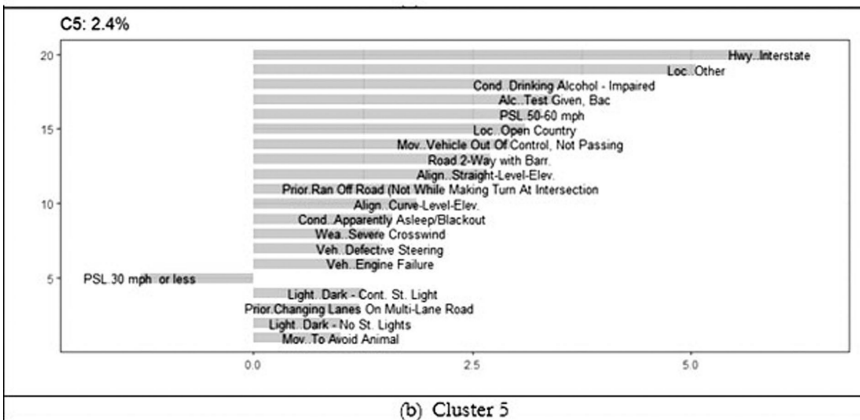 C5: 2.4%
20
Hwy..Interstate
Loc..Other
Cond..Drinking Alcohol - Impaired
Alc..Test Given, Bac
PSL.50-60 mph
15
Loc..Open Country
Mov..Vehicle Out Of Control, Not Passing
Road.2-Way with Barr.
Align..Straight-Level-Elev.
Prior.Ran Off Road (Not While Making Turn At Intersection
10
Align..Curve-Level-Elev.
Cond..Apparently Asleep/Blackout
Wea..Severe Crosswind
Veh..Defective Steering
Veh..Engine Failure
5
PSL.30 mph or less
Light..Dark - Cont. St. Light
Prior.Changing Lanes On Multi-Lane Road
Light..Dark - No St. Lights
Mov..To Avoid Animal
0.0 2.5 5.0
(b) Cluster 5